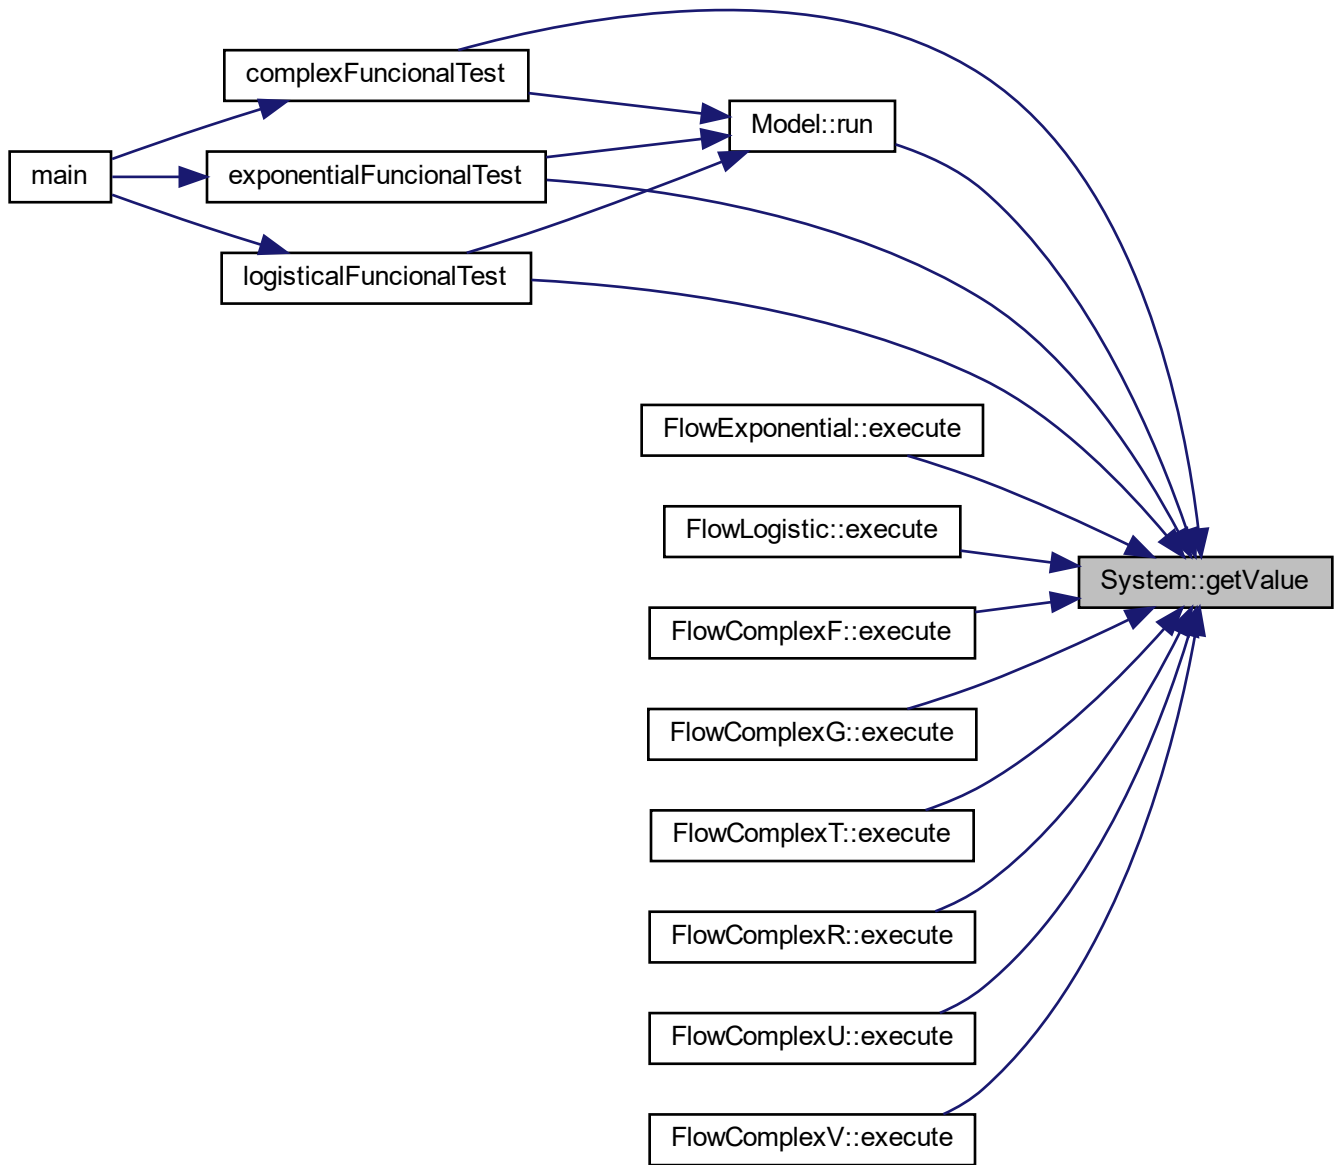 complexFuncionalTest
Model::run
main
exponentialFuncionalTest
logisticalFuncionalTest
FlowExponential::execute
FlowLogistic::execute
System::getValue
FlowComplexF::execute
FlowComplexG::execute
FlowComplexT::execute
FlowComplexR::execute
FlowComplexU::execute
FlowComplexV::execute